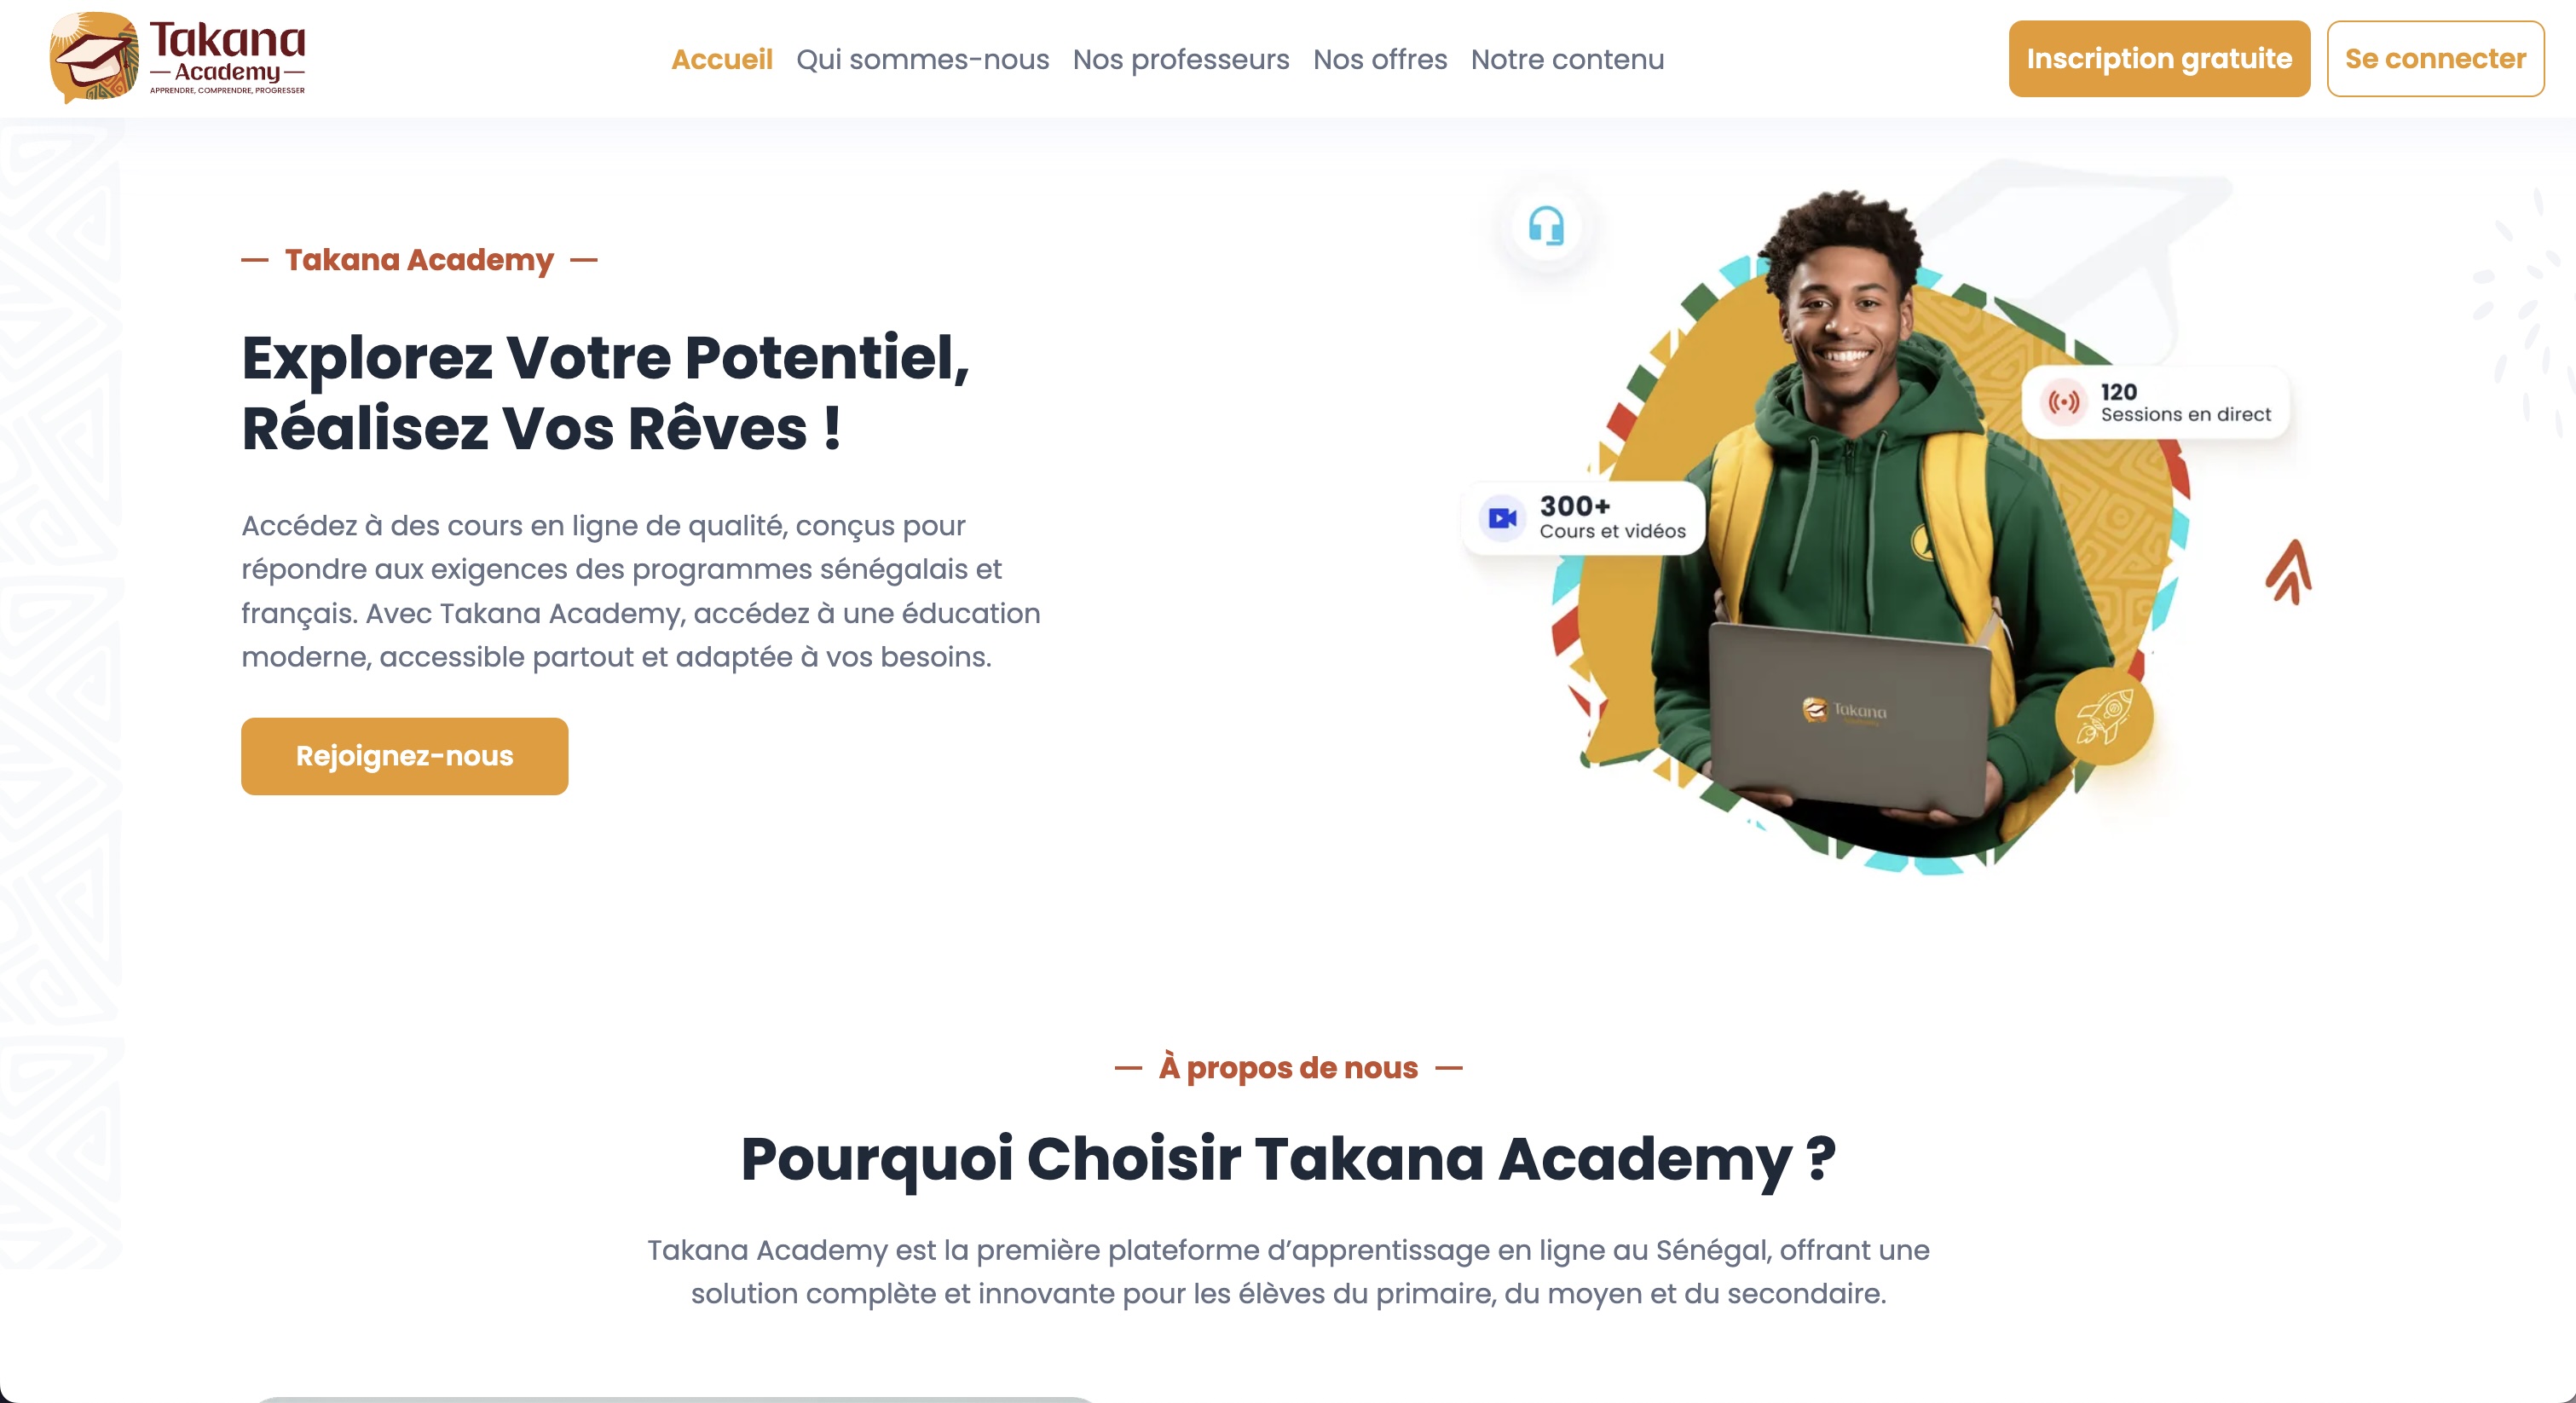 Takana
Academy
APPRENDRE, COMPRENDRE, PROGRESSER
Accueil
Qui sommes-nous
Nos professeurs
Nos offres
Notre contenu
Inscription gratuite
Se connecter
Takana Academy
Explorez Votre Potentiel,
Réalisez Vos Rêves !
Accédez à des cours en ligne de qualité, conçus pour
répondre aux exigences des programmes sénégalais et
français. Avec Takana Academy, accédez à une éducation
moderne, accessible partout et adaptée à vos besoins.
Rejoignez-nous
120
Sessions en direct
300+
Cours et vidéos
Takana
À propos de nous
Pourquoi Choisir Takana Academy ?
Takana Academy est la première plateforme d’apprentissage en ligne au Sénégal, offrant une
solution complète et innovante pour les élèves du primaire, du moyen et du secondaire.